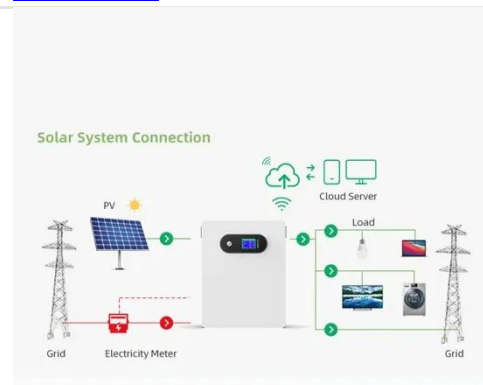 Solar System Connection
Cloud Server
PV
Load
Grid
Electricity Meter
Grid